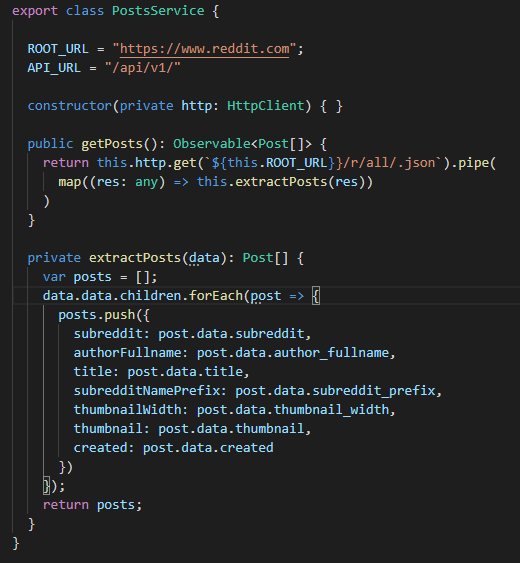 export class PostsService {
ROOT_URL = "https://www.reddit.com";
API_URL = "/api/v1/"
constructor(private http: HttpClient) { }
public getPosts(): Observable<Post[]> {
return this.http.get(`${this.ROOT_URL}}/r/all/.json`).pipe(
map((res: any) => this.extractPosts(res))
)
}
private extractPosts(data): Post[] {
var posts = [];
data.data.children.forEach(post => {
posts.push({
subreddit: post.data.subreddit,
authorFullname: post.data.author_fullname,
title: post.data.title,
subredditNamePrefix: post.data.subreddit_prefix,
thumbnailWidth: post.data.thumbnail_width,
thumbnail: post.data.thumbnail,
created: post.data.created
})
});
return posts;
}
}